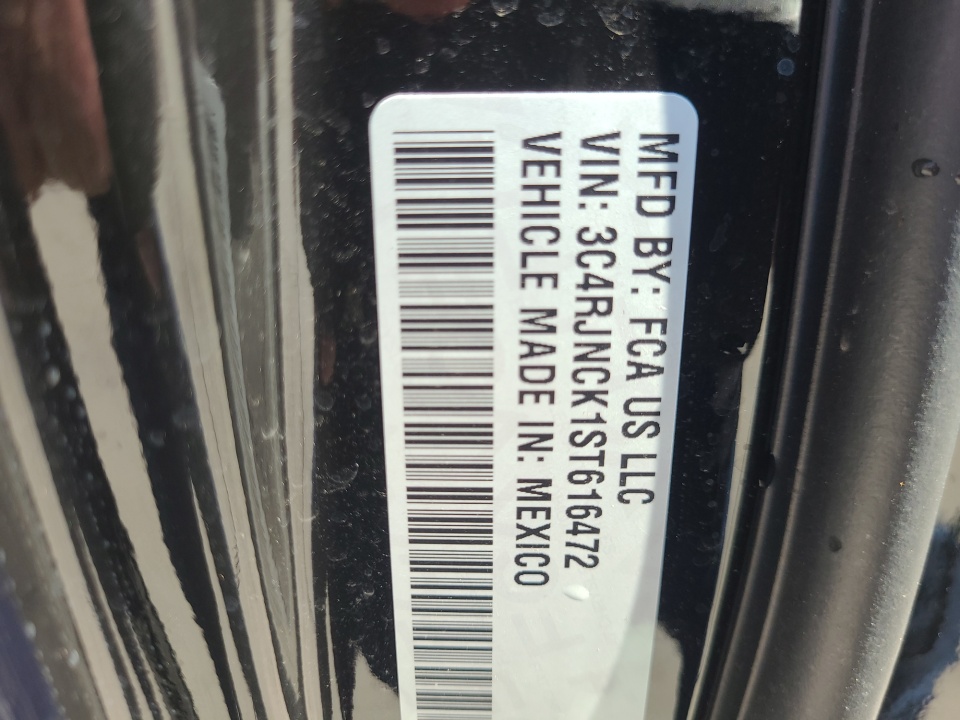 MFD BY: FCA US LLC
VIN: 3C4RJNCK1ST616472
VEHICLE MADE IN: MEXICO